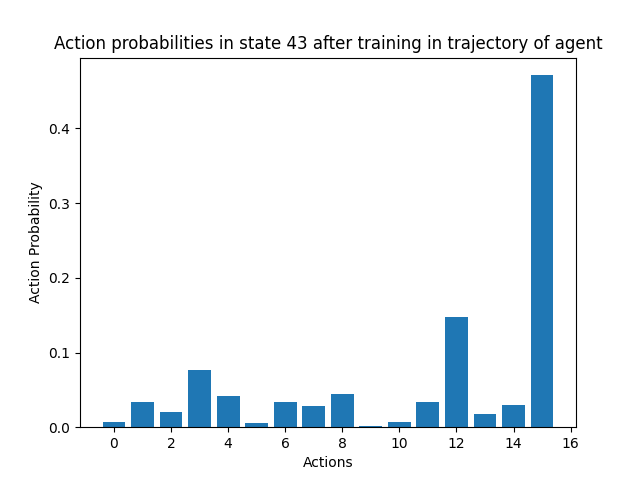 Action probabilities in state 43 after training in trajectory of agent
Action Probability
0.4
0.3
0.2
0.1
0.0
0 2 4 6 8 10 12 14 16
Actions